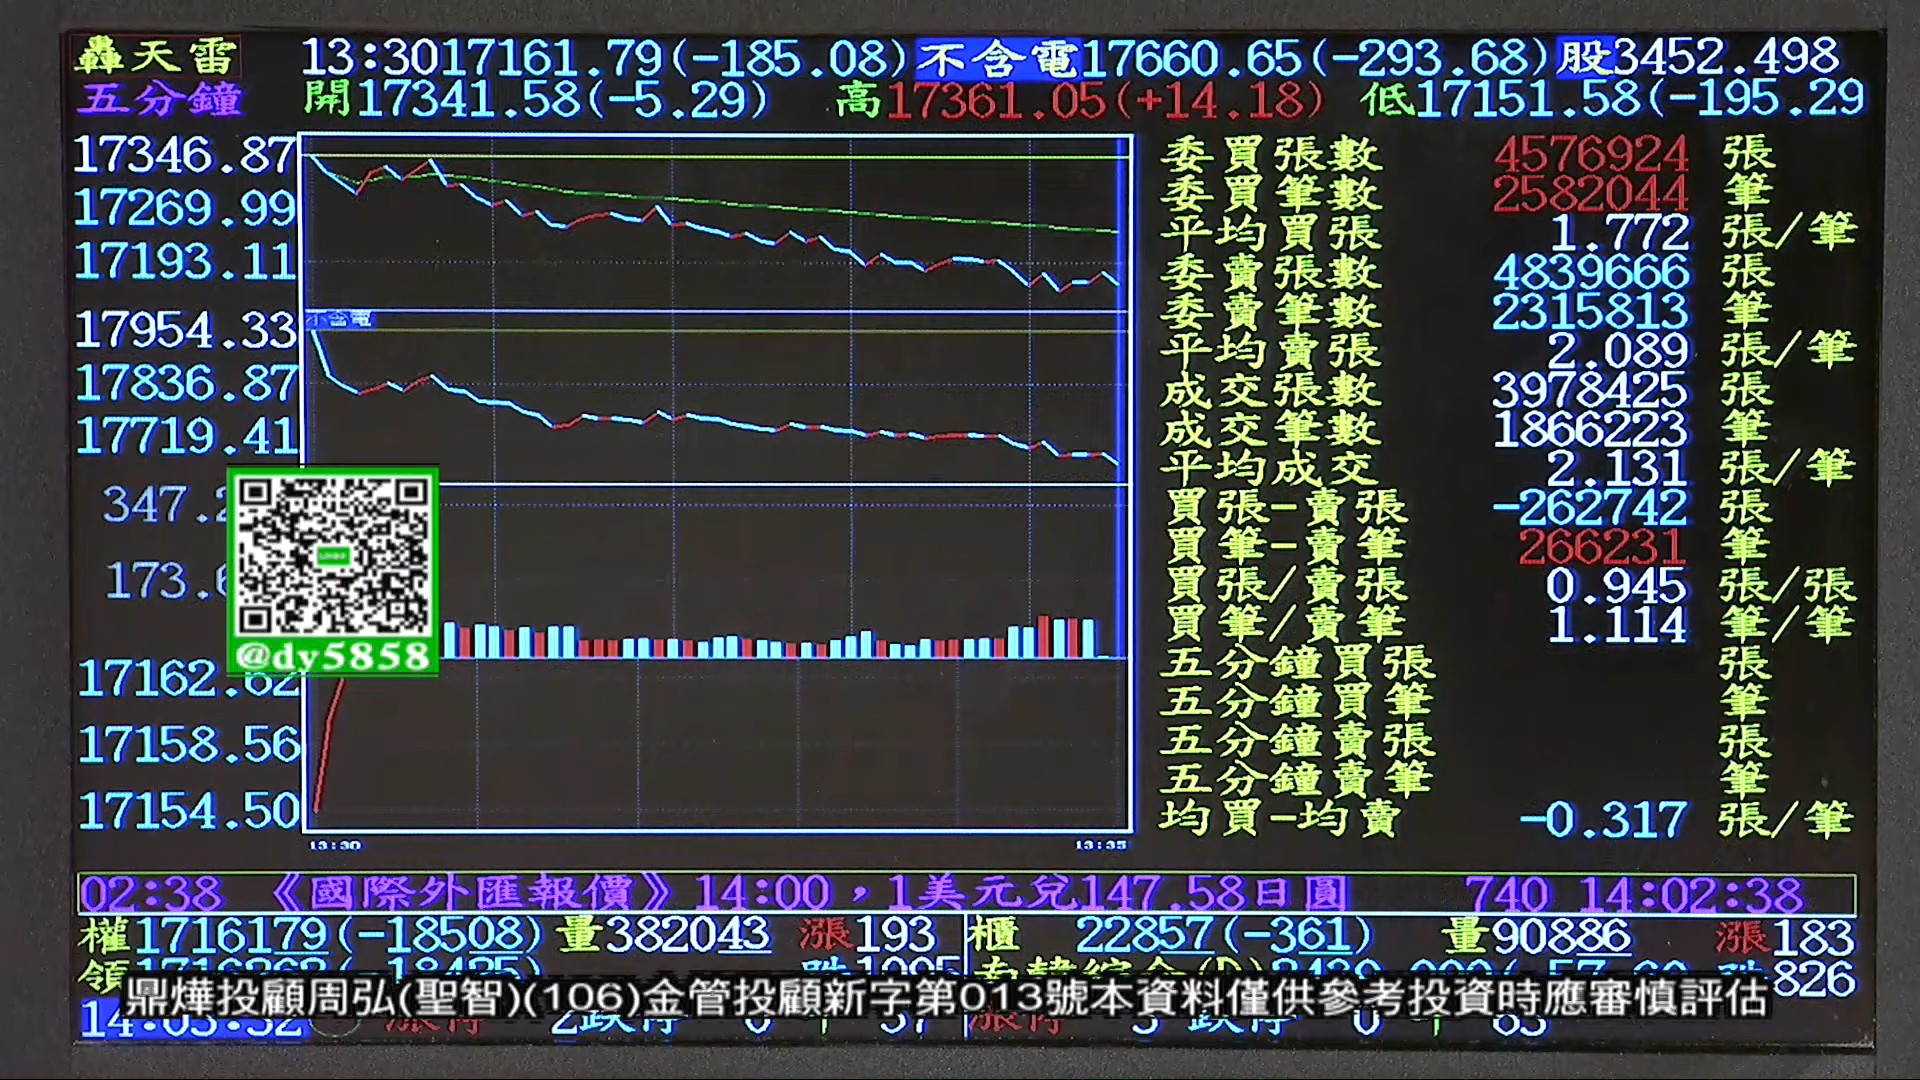 轟天雷 13:30 17161.79(-185.08) 不含電17660.65(-293.68) 股3452.498
五分鐘 開17341.58(-5.29) 高17361.05(+14.18) 低17151.58(-195.29
17346.87
17269.99
17193.11
不含電
17954.33
17836.87
17719.41
347.2
173.6
@dy5858
17162.62
17158.56
17154.50
13:30 13:35
委買張數 4576924 張
委買筆數 2582044 筆
平均買張 1.772 張/筆
委賣張數 4839666 張
委賣筆數 2315813 筆
平均賣張 2.089 張/筆
成交張數 3978425 張
成交筆數 1866223 筆
平均成交 2.131 張/筆
買張-賣張 -262742 張
買筆-賣筆 266231 筆
買張/賣張 0.945 張/張
買筆/賣筆 1.114 筆/筆
五分鐘買張 張
五分鐘買筆 筆
五分鐘賣張 張
五分鐘賣筆 筆
均買-均賣 -0.317 張/筆
02:38 《國際外匯報價》14:00,1美元兌147.58日圓 740 14:02:38
權1716179(-18508) 量382043 漲193 櫃 22857(-361) 量90886 漲183
領 826
鼎燁投顧周弘(聖智)(106)金管投顧新字第013號本資料僅供參考投資時應審慎評估